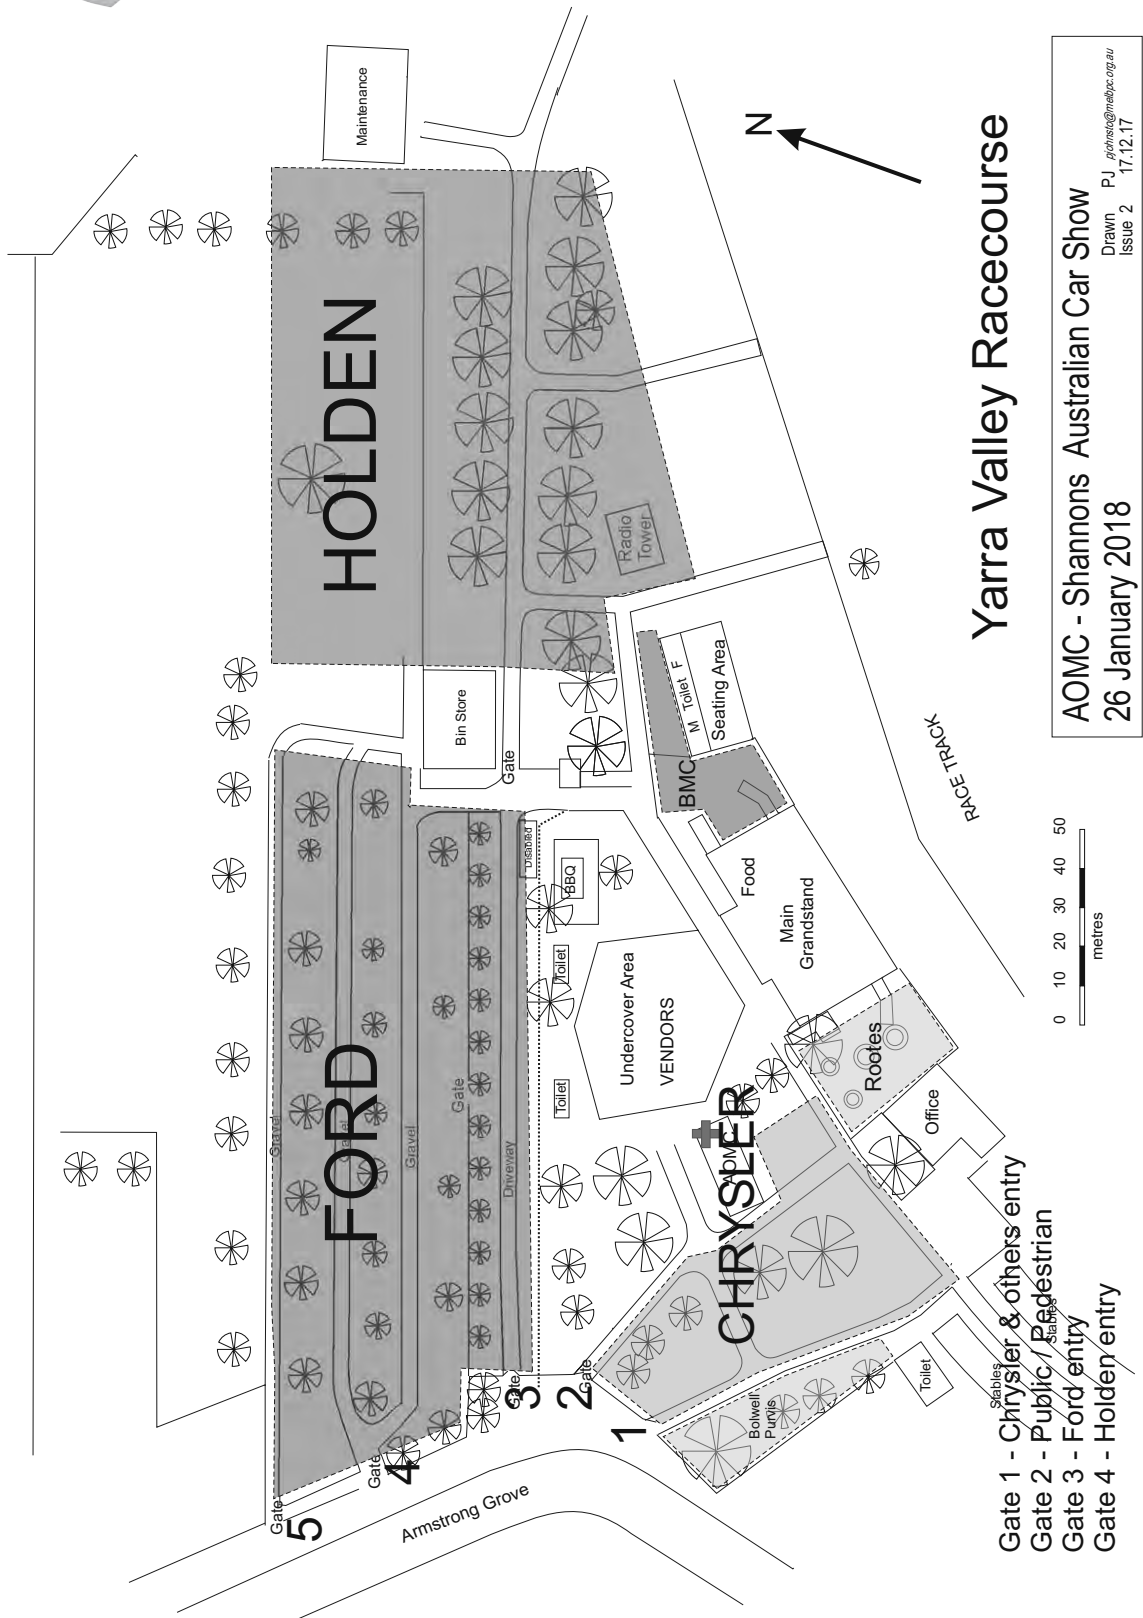 Maintenance
HOLDEN
Radio
Tower
N
Yarra Valley Racecourse
AOMC - Shannons Australian Car Show
26 January 2018
Drawn PJ pjohnsto@melbpc.org.au
Issue 2 17.12.17
Bin Store
Gate
M Toilet F
Seating Area
BMC
RACE TRACK
0 10 20 30 40 50
metres
Food
Main
Grandstand
Disabled
BBQ
Toilet
Toilet
Undercover Area
VENDORS
FORD
Gravel
Gravel
Gravel
Gate
Driveway
Rootes
Office
AOMC
CHRYSLER
Bolwell
Purvis
Toilet
Stables
Stables
Gate
5
Gate
4
Gate
3
Gate
2
1
Armstrong Grove
Gate 1 - Chrysler & others entry
Gate 2 - Public / Pedestrian
Gate 3 - Ford entry
Gate 4 - Holden entry